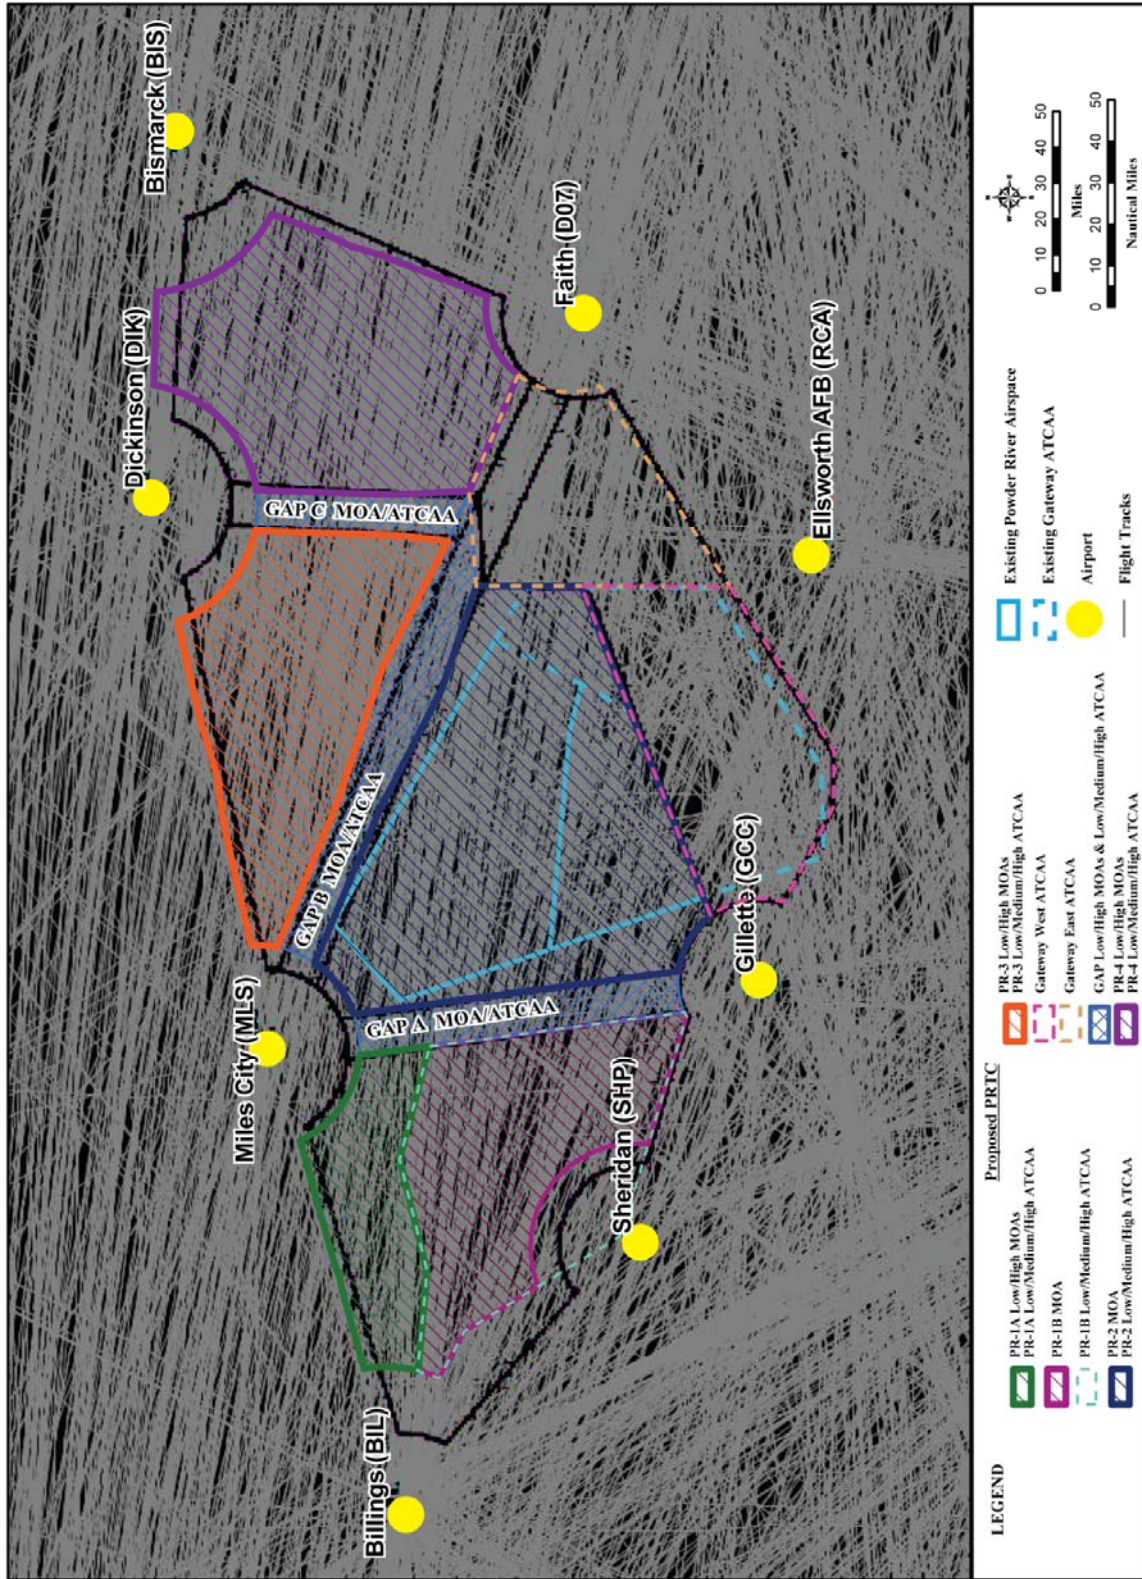 Billings (BIL)
Miles City (MLS)
Dickinson (DIK)
Bismarck (BIS)
Sheridan (SHP)
Gillette (GCC)
Ellsworth AFB (RCA)
Faith (D07)
GAP A MOA/ATCAA
GAP B MOA/ATCAA
GAP C MOA/ATCAA
LEGEND
Proposed PRTC
PR-1A Low/High MOAs
PR-1A Low/Medium/High ATCAA
PR-1B MOA
PR-1B Low/Medium/High ATCAA
PR-2 MOA
PR-2 Low/Medium/High ATCAA
PR-3 Low/High MOAs
PR-3 Low/Medium/High ATCAA
Gateway West ATCAA
Gateway East ATCAA
GAP Low/High MOAs & Low/Medium/High ATCAA
PR-4 Low/High MOAs
PR-4 Low/Medium/High ATCAA
Existing Powder River Airspace
Existing Gateway ATCAA
Airport
Flight Tracks
N
W E
S
0 10 20 30 40 50
Miles
0 10 20 30 40 50
Nautical Miles